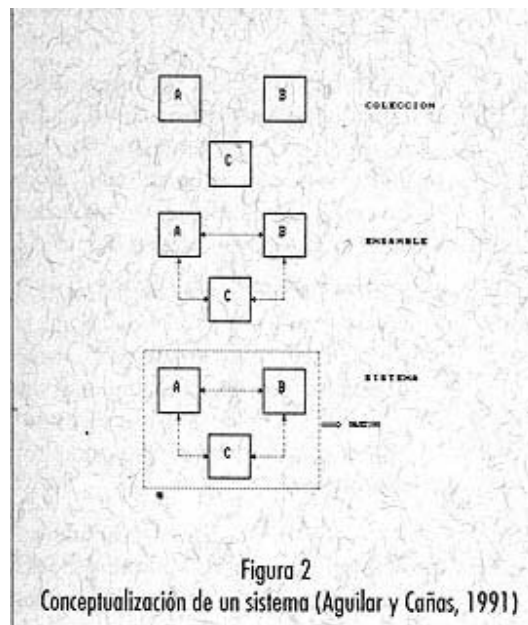 A
B
COLECCION
C
A
B
ENSAMBLE
C
SISTEMA
A
B
C
Figura 2
Conceptualización de un sistema (Aguilar y Cañas, 1991)